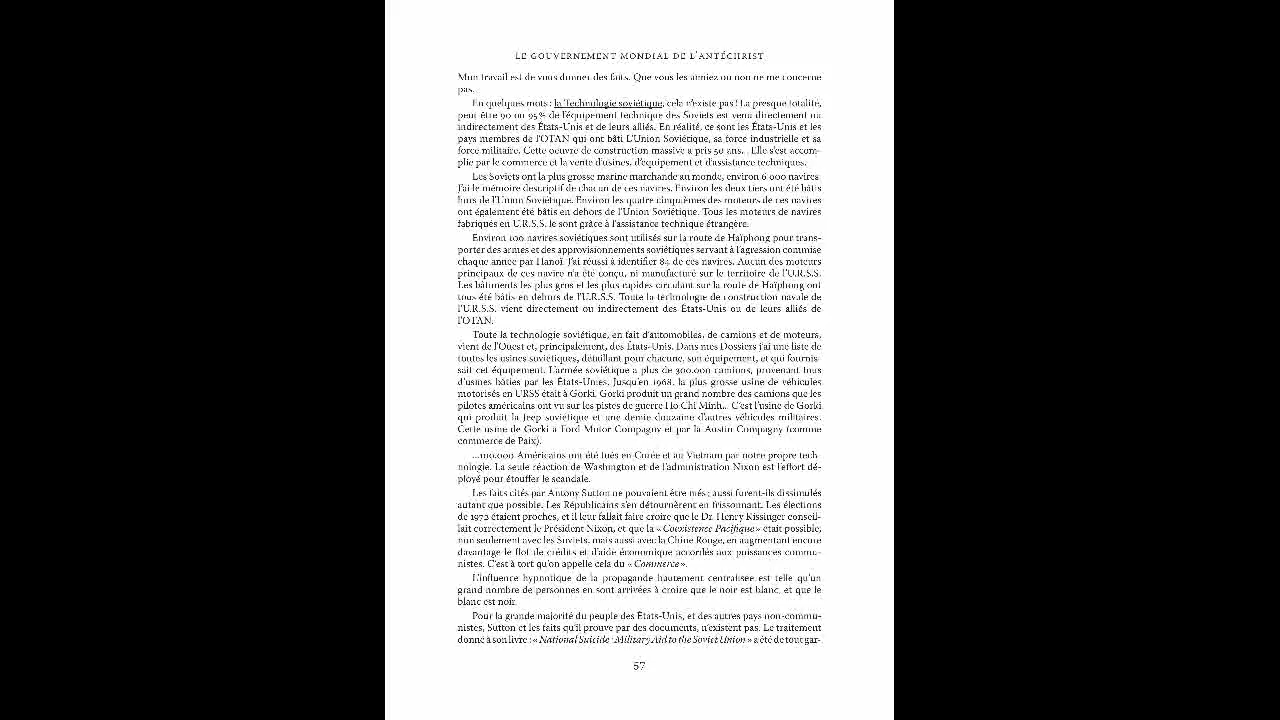 LE GOUVERNEMENT MONDIAL DE L'ANTÉCHRIST
Mon travail est de vous donner des faits. Que vous les aimiez ou non ne me concerne
pas.
En quelques mots : la Technologie soviétique, cela n'existe pas ! La presque totalité,
peut être 90 ou 95% de l'équipement technique des Soviets est venu directement ou
indirectement des États-Unis et de leurs alliés. En réalité, ce sont les États-Unis et les
pays membres de l'OTAN qui ont bâti L'Union Soviétique, sa force industrielle et sa
force militaire. Cette oeuvre de construction massive a pris 50 ans... Elle s'est accom-
plie par le commerce et la vente d'usines, d'équipement et d'assistance techniques.
Les Soviets ont la plus grosse marine marchande au monde, environ 6 000 navires.
J'ai le mémoire descriptif de chacun de ces navires. Environ les deux tiers ont été bâtis
hors de l'Union Soviétique. Environ les quatre cinquièmes des moteurs de ces navires
ont également été bâtis en dehors de l'Union Soviétique. Tous les moteurs de navires
fabriqués en U.R.S.S. le sont grâce à l'assistance technique étrangère.
Environ 100 navires soviétiques sont utilisés sur la route de Haïphong pour trans-
porter des armes et des approvisionnements soviétiques servant à l'agression commise
chaque année par Hanoï. J'ai réussi à identifier 84 de ces navires. Aucun des moteurs
principaux de ces navire n'a été conçu, ni manufacturé sur le territoire de l'U.R.S.S.
Les bâtiments les plus gros et les plus rapides circulant sur la route de Haïphong ont
tous été bâtis en dehors de l'U.R.S.S. Toute la technologie de construction navale de
l'U.R.S.S. vient directement ou indirectement des États-Unis ou de leurs alliés de
l'OTAN.
Toute la technologie soviétique, en fait d'automobiles, de camions et de moteurs,
vient de l'Ouest et, principalement, des États-Unis. Dans mes Dossiers j'ai une liste de
toutes les usines soviétiques, détaillant pour chacune, son équipement, et qui fournis-
sait cet équipement. L'armée soviétique a plus de 300.000 camions, provenant tous
d'usines bâties par les États-Unies. Jusqu'en 1968, la plus grosse usine de véhicules
motorisés en URSS était à Gorki. Gorki produit un grand nombre des camions que les
pilotes américains ont vu sur les pistes de guerre Ho Chi Minh... C'est l'usine de Gorki
qui produit la Jeep soviétique et une demie douzaine d'autres véhicules militaires.
Cette usine de Gorki a Ford Motor Compagny et par la Austin Compagny (comme
commerce de Paix).
...100.000 Américains ont été tués en Corée et au Vietnam par notre propre tech-
nologie. La seule réaction de Washington et de l'administration Nixon est l'effort dé-
ployé pour étouffer le scandale.
Les faits cités par Antony Sutton ne pouvaient être niés ; aussi furent-ils dissimulés
autant que possible. Les Républicains s'en détournèrent en frissonnant. Les élections
de 1972 étaient proches, et il leur fallait faire croire que le Dr. Henry Kissinger conseil-
lait correctement le Président Nixon, et que la « Coexistence Pacifique » était possible,
non seulement avec les Soviets, mais aussi avec la Chine Rouge, en augmentant encore
davantage le flot de crédits et d'aide économique accordés aux puissances commu-
nistes. C'est à tort qu'on appelle cela du « Commerce ».
L'influence hypnotique de la propagande hautement centralisée est telle qu'un
grand nombre de personnes en sont arrivées à croire que le noir est blanc, et que le
blanc est noir.
Pour la grande majorité du peuple des États-Unis, et des autres pays non-commu-
nistes, Sutton et les faits qu'il prouve par des documents, n'existent pas. Le traitement
donné à son livre : « National Suicide : Military Aid to the Soviet Union » a été de tout gar-
57